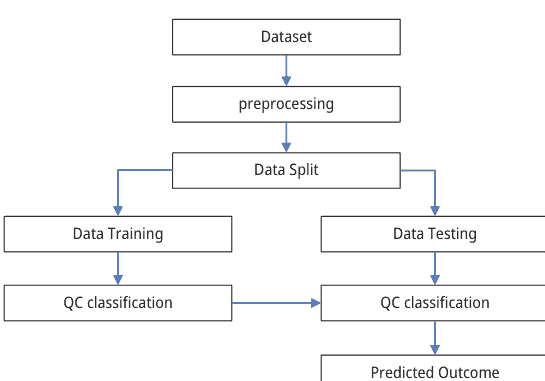 Dataset
preprocessing
Data Split
Data Training
Data Testing
QC classification
QC classification
Predicted Outcome